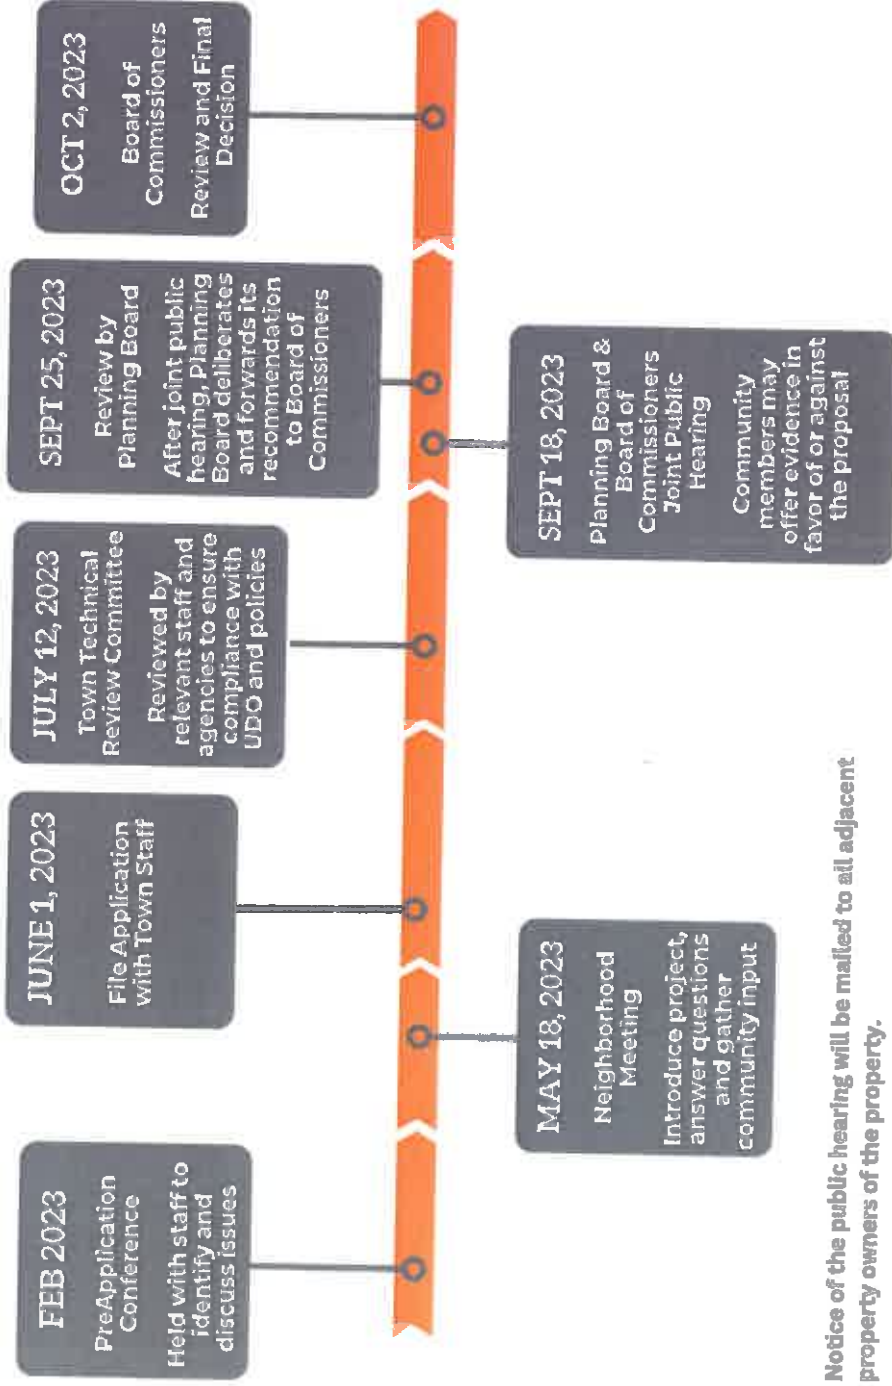 FEB 2023
PreApplication
Conference
Held with staff to
identify and
discuss issues
MAY 18, 2023
Neighborhood
Meeting
Introduce project,
answer questions
and gather
community input
JUNE 1, 2023
File Application
with Town Staff
JULY 12, 2023
Town Technical
Review Committee
Reviewed by
relevant staff and
agencies to ensure
compliance with
UDO and policies
SEPT 18, 2023
Planning Board &
Board of
Commissioners
Joint Public
Hearing
Community
members may
offer evidence in
favor of or against
the proposal
SEPT 25, 2023
Review by
Planning Board
After joint public
hearing, Planning
Board deliberates
and forwards its
recommendation
to Board of
Commissioners
OCT 2, 2023
Board of
Commissioners
Review and Final
Decision
Notice of the public hearing will be mailed to all adjacent
property owners of the property.